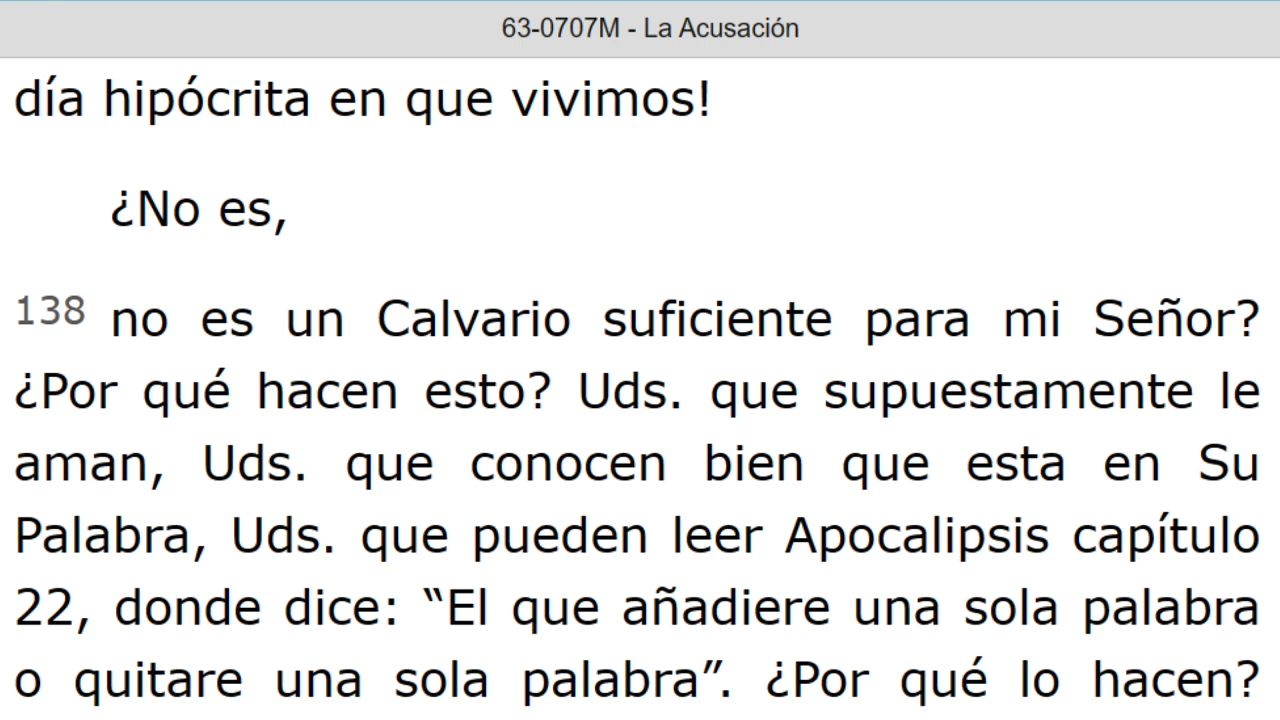 63-0707M - La Acusación
día hipócrita en que vivimos!
¿No es,
138 no es un Calvario suficiente para mi Señor?
¿Por qué hacen esto? Uds. que supuestamente le
aman, Uds. que conocen bien que esta en Su
Palabra, Uds. que pueden leer Apocalipsis capítulo
22, donde dice: “El que añadiere una sola palabra
o quitare una sola palabra”. ¿Por qué lo hacen?